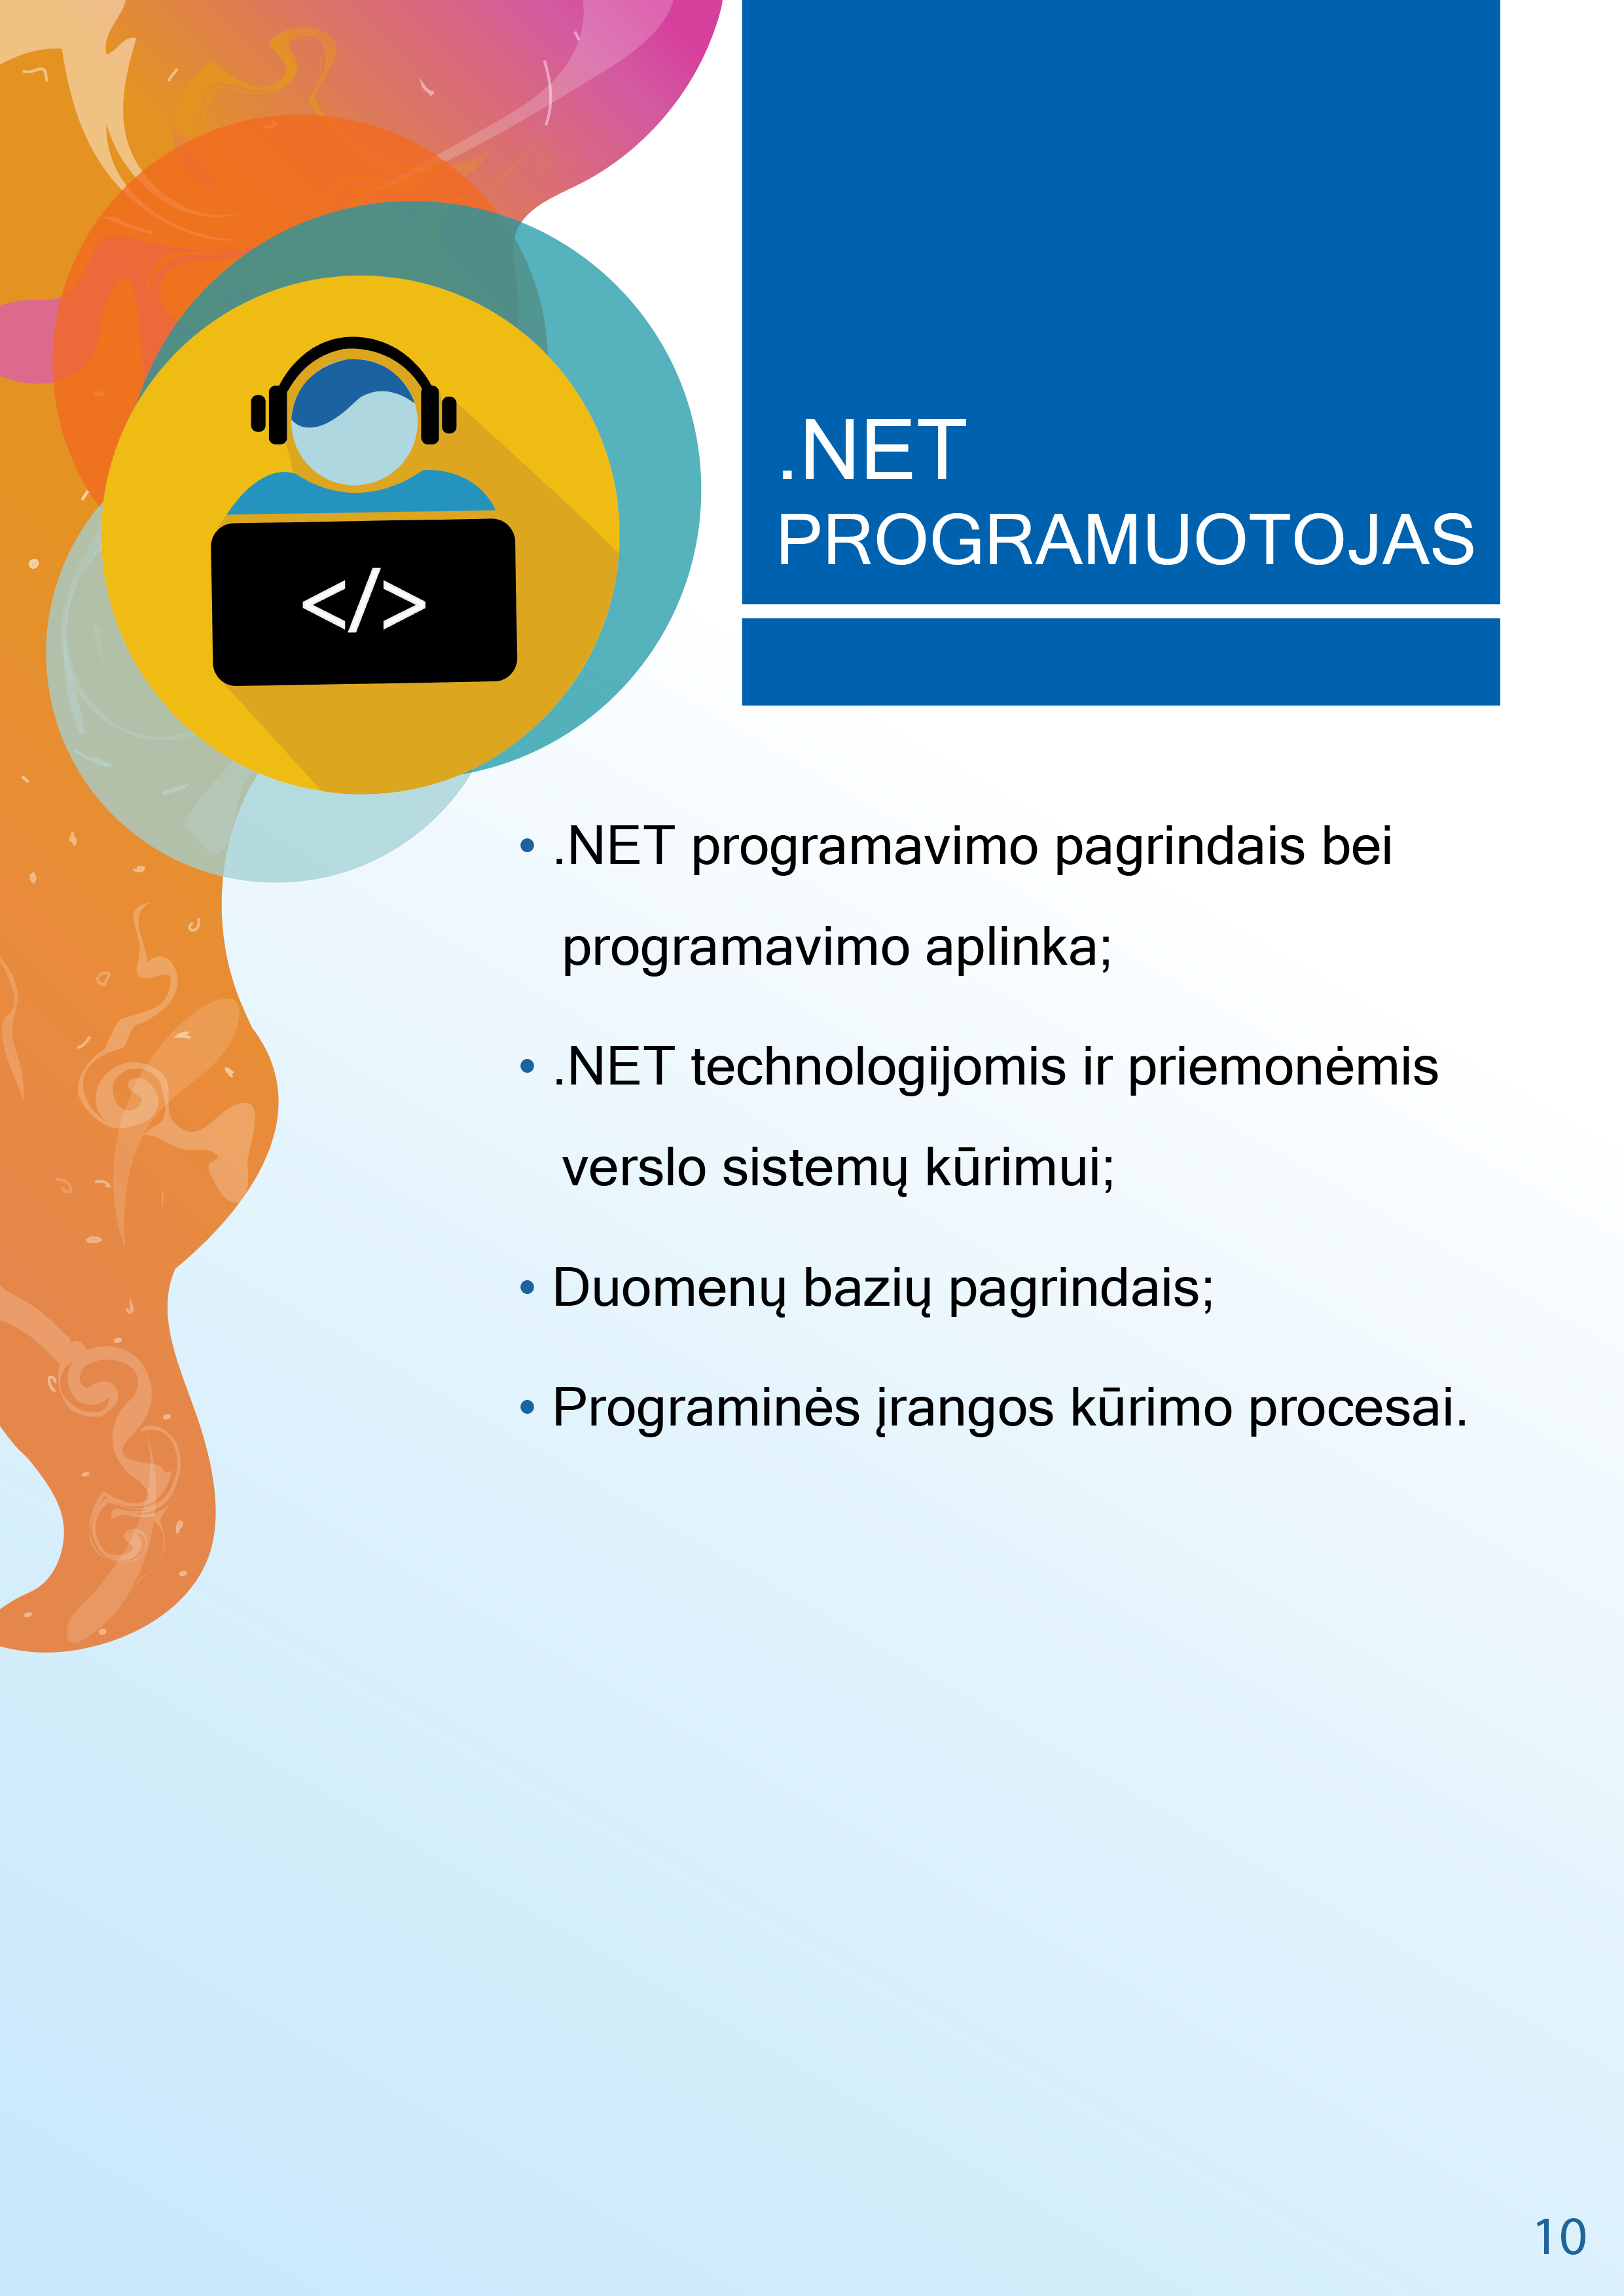 .NET
PROGRAMUOTOJAS
</>
• .NET programavimo pagrindais bei
programavimo aplinka;
• .NET technologijomis ir priemonėmis
verslo sistemų kūrimui;
• Duomenų bazių pagrindais;
• Programinės įrangos kūrimo procesai.
10